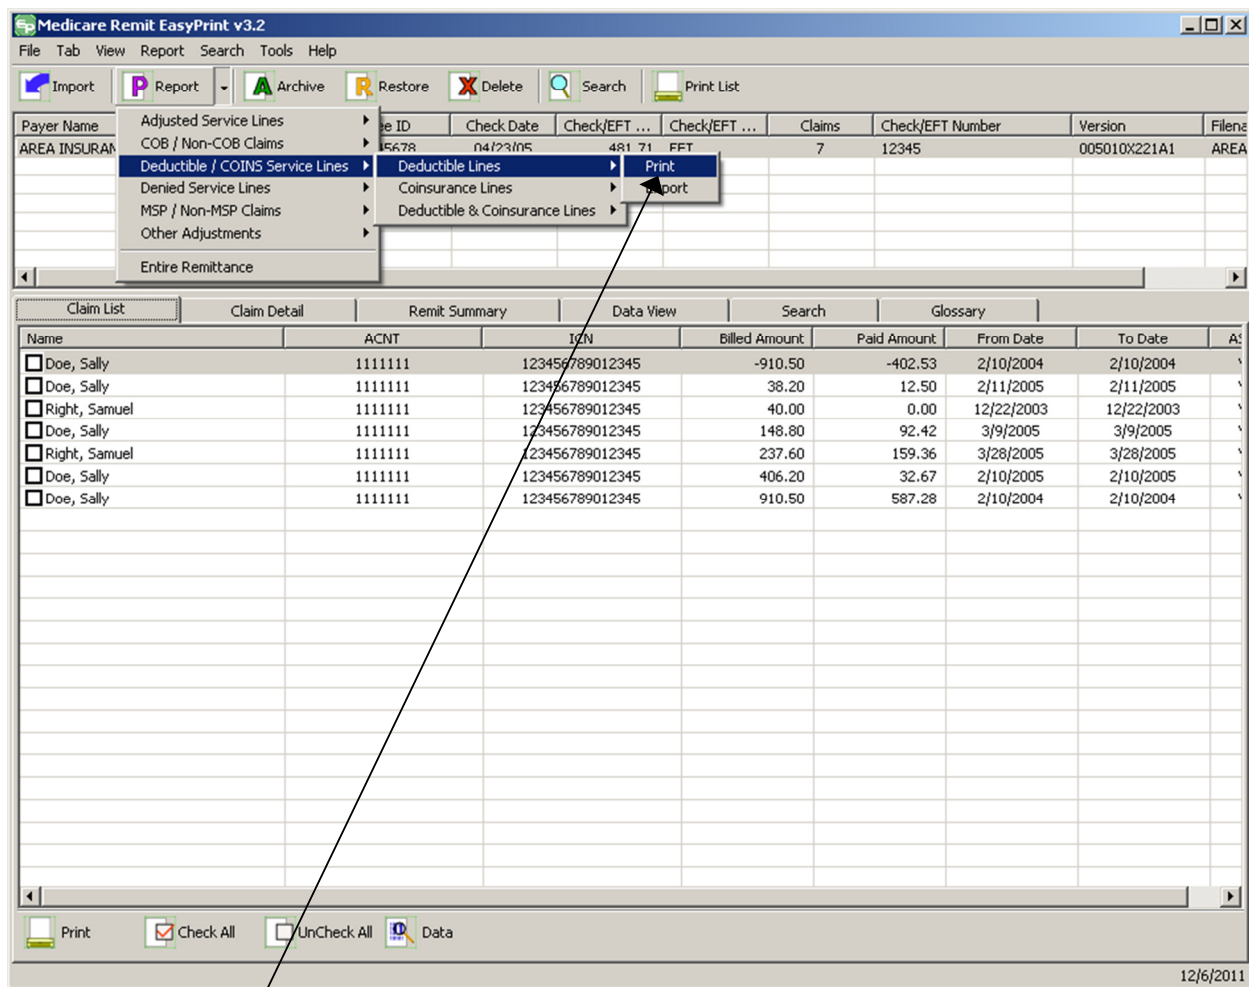 Medicare Remit EasyPrint v3.2
File Tab View Report Search Tools Help
Import Report Archive Restore Delete Search Print List
Payer Name ee ID Check Date Check/EFT ... Check/EFT ... Claims Check/EFT Number Version Filena
AREA INSURAN 45678 04/23/05 481.71 EFT 7 12345 005010X221A1 AREA
Adjusted Service Lines
COB / Non-COB Claims
Deductible / COINS Service Lines
Denied Service Lines
MSP / Non-MSP Claims
Other Adjustments
Entire Remittance
Deductible Lines
Coinsurance Lines
Deductible & Coinsurance Lines
Print
Export
Claim List Claim Detail Remit Summary Data View Search Glossary
Name ACNT ICN Billed Amount Paid Amount From Date To Date AS
Doe, Sally 1111111 123456789012345 -910.50 -402.53 2/10/2004 2/10/2004
Doe, Sally 1111111 123456789012345 38.20 12.50 2/11/2005 2/11/2005
Right, Samuel 1111111 123456789012345 40.00 0.00 12/22/2003 12/22/2003
Doe, Sally 1111111 123456789012345 148.80 92.42 3/9/2005 3/9/2005
Right, Samuel 1111111 123456789012345 237.60 159.36 3/28/2005 3/28/2005
Doe, Sally 1111111 123456789012345 406.20 32.67 2/10/2005 2/10/2005
Doe, Sally 1111111 123456789012345 910.50 587.28 2/10/2004 2/10/2004
Print Check All UnCheck All Data
12/6/2011